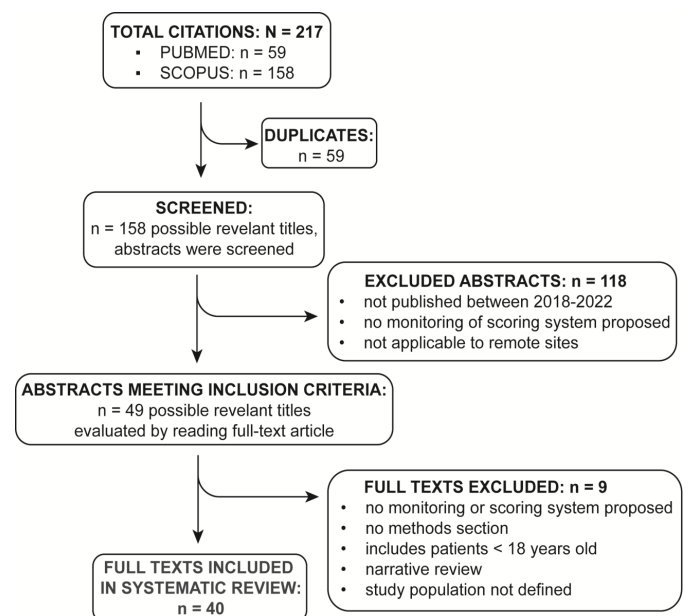 TOTAL CITATIONS: N = 217
▪ PUBMED: n = 59
▪ SCOPUS: n = 158
DUPLICATES:
n = 59
SCREENED:
n = 158 possible revelant titles,
abstracts were screened
EXCLUDED ABSTRACTS: n = 118
• not published between 2018-2022
• no monitoring of scoring system proposed
• not applicable to remote sites
ABSTRACTS MEETING INCLUSION CRITERIA:
n = 49 possible revelant titles
evaluated by reading full-text article
FULL TEXTS EXCLUDED: n = 9
• no monitoring or scoring system proposed
• no methods section
• includes patients < 18 years old
• narrative review
• study population not defined
FULL TEXTS INCLUDED
IN SYSTEMATIC REVIEW:
n = 40